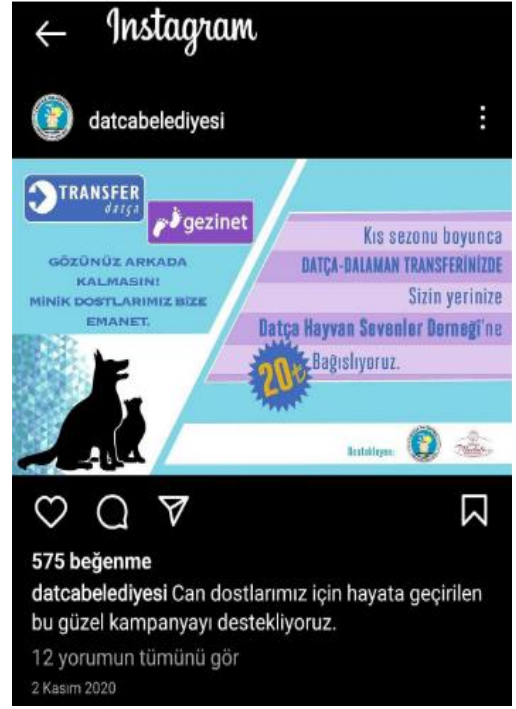 Instagram
datcabelediyesi
TRANSFER
datça
gezinet
GÖZÜNÜZ ARKADA
KALMASIN!
MİNİK DOSTLARIMIZ BİZE
EMANET.
Kış sezonu boyunca
DATÇA-DALAMAN TRANSFERİNİZDE
Sizin yerinize
Datça Hayvan Sevenler Derneği'ne
20₺ Bağışlıyoruz.
Destekleyen:
575 beğenme
datcabelediyesi Can dostlarımız için hayata geçirilen
bu güzel kampanyayı destekliyoruz.
12 yorumun tümünü gör
2 Kasım 2020